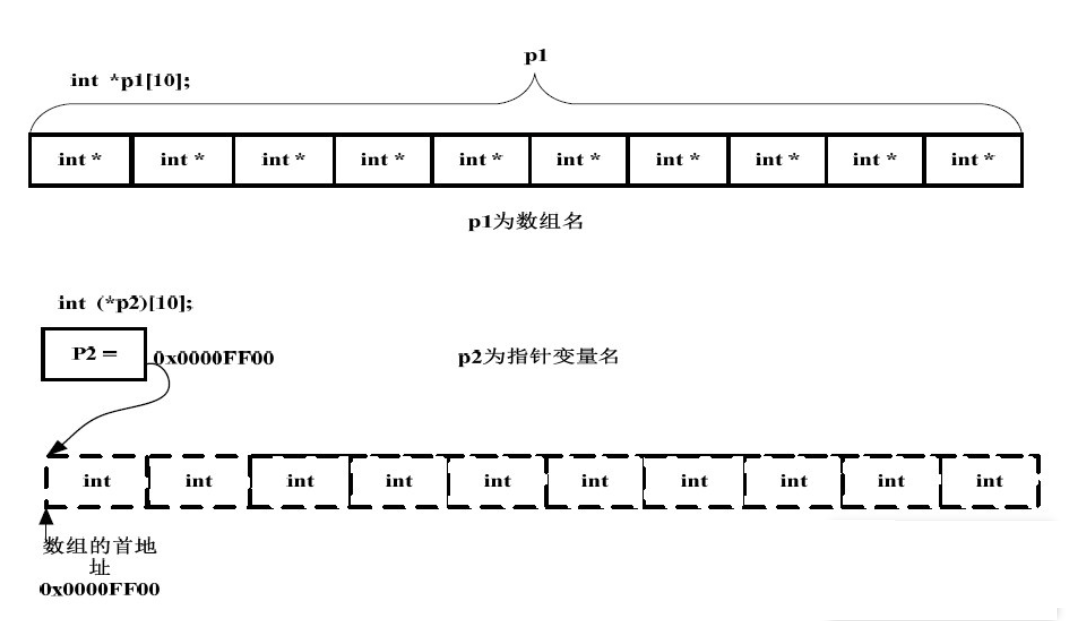 p1
int *p1[10];
int * int * int * int * int * int * int * int * int * int *
p1为数组名
int (*p2)[10];
P2 =
0x0000FF00
p2为指针变量名
int int int int int int int int int int
数组的首地
址
0x0000FF00